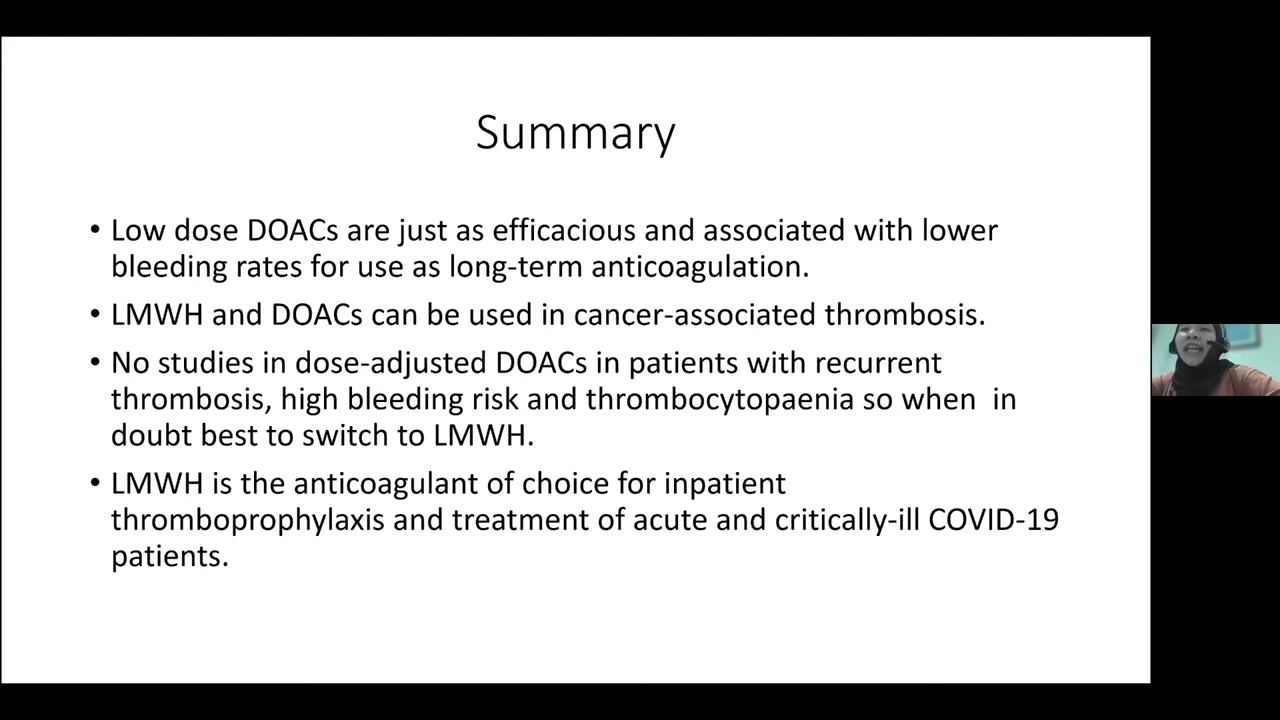 Summary
• Low dose DOACs are just as efficacious and associated with lower
bleeding rates for use as long-term anticoagulation.
• LMWH and DOACs can be used in cancer-associated thrombosis.
• No studies in dose-adjusted DOACs in patients with recurrent
thrombosis, high bleeding risk and thrombocytopaenia so when  in
doubt best to switch to LMWH.
• LMWH is the anticoagulant of choice for inpatient
thromboprophylaxis and treatment of acute and critically-ill COVID-19
patients.